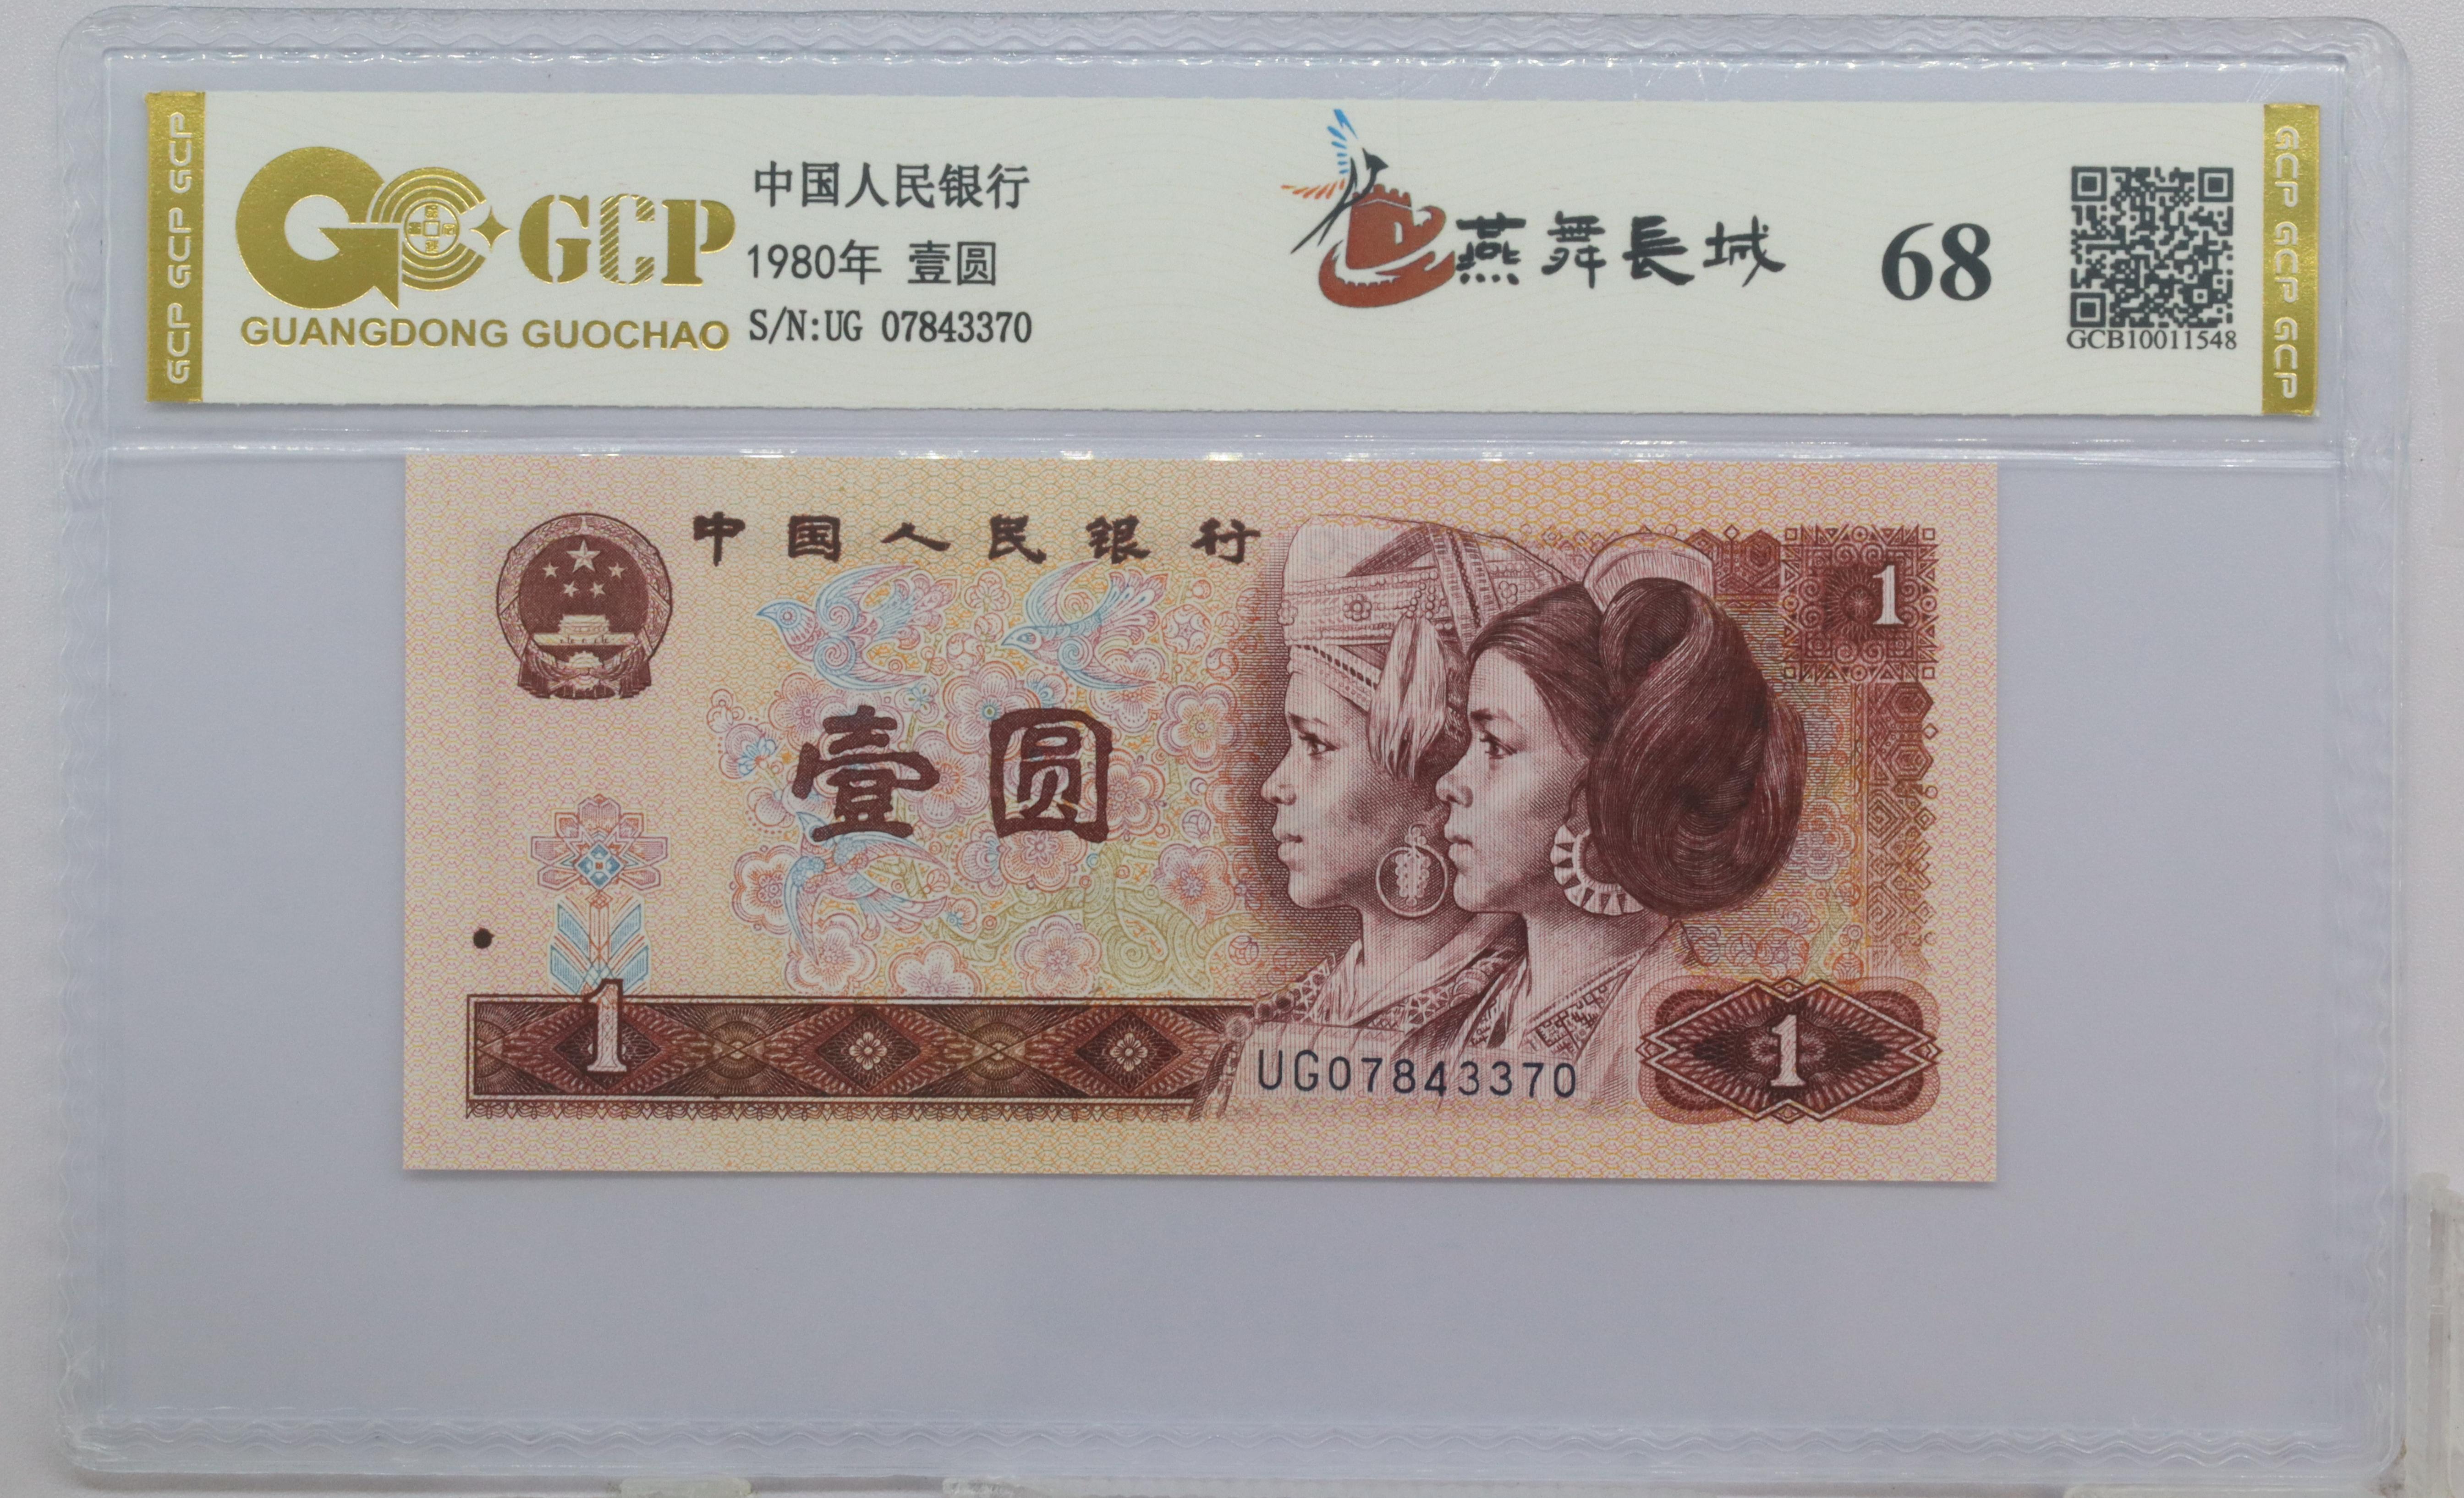 GCP GCP GCP
GCP
GUANGDONG GUOCHAO
中国人民银行
1980年 壹圆
S/N:UG 07843370
燕舞長城
68
GCB10011548
GCP GCP GCP
中国人民银行
1
壹圆
1
UG07843370
1